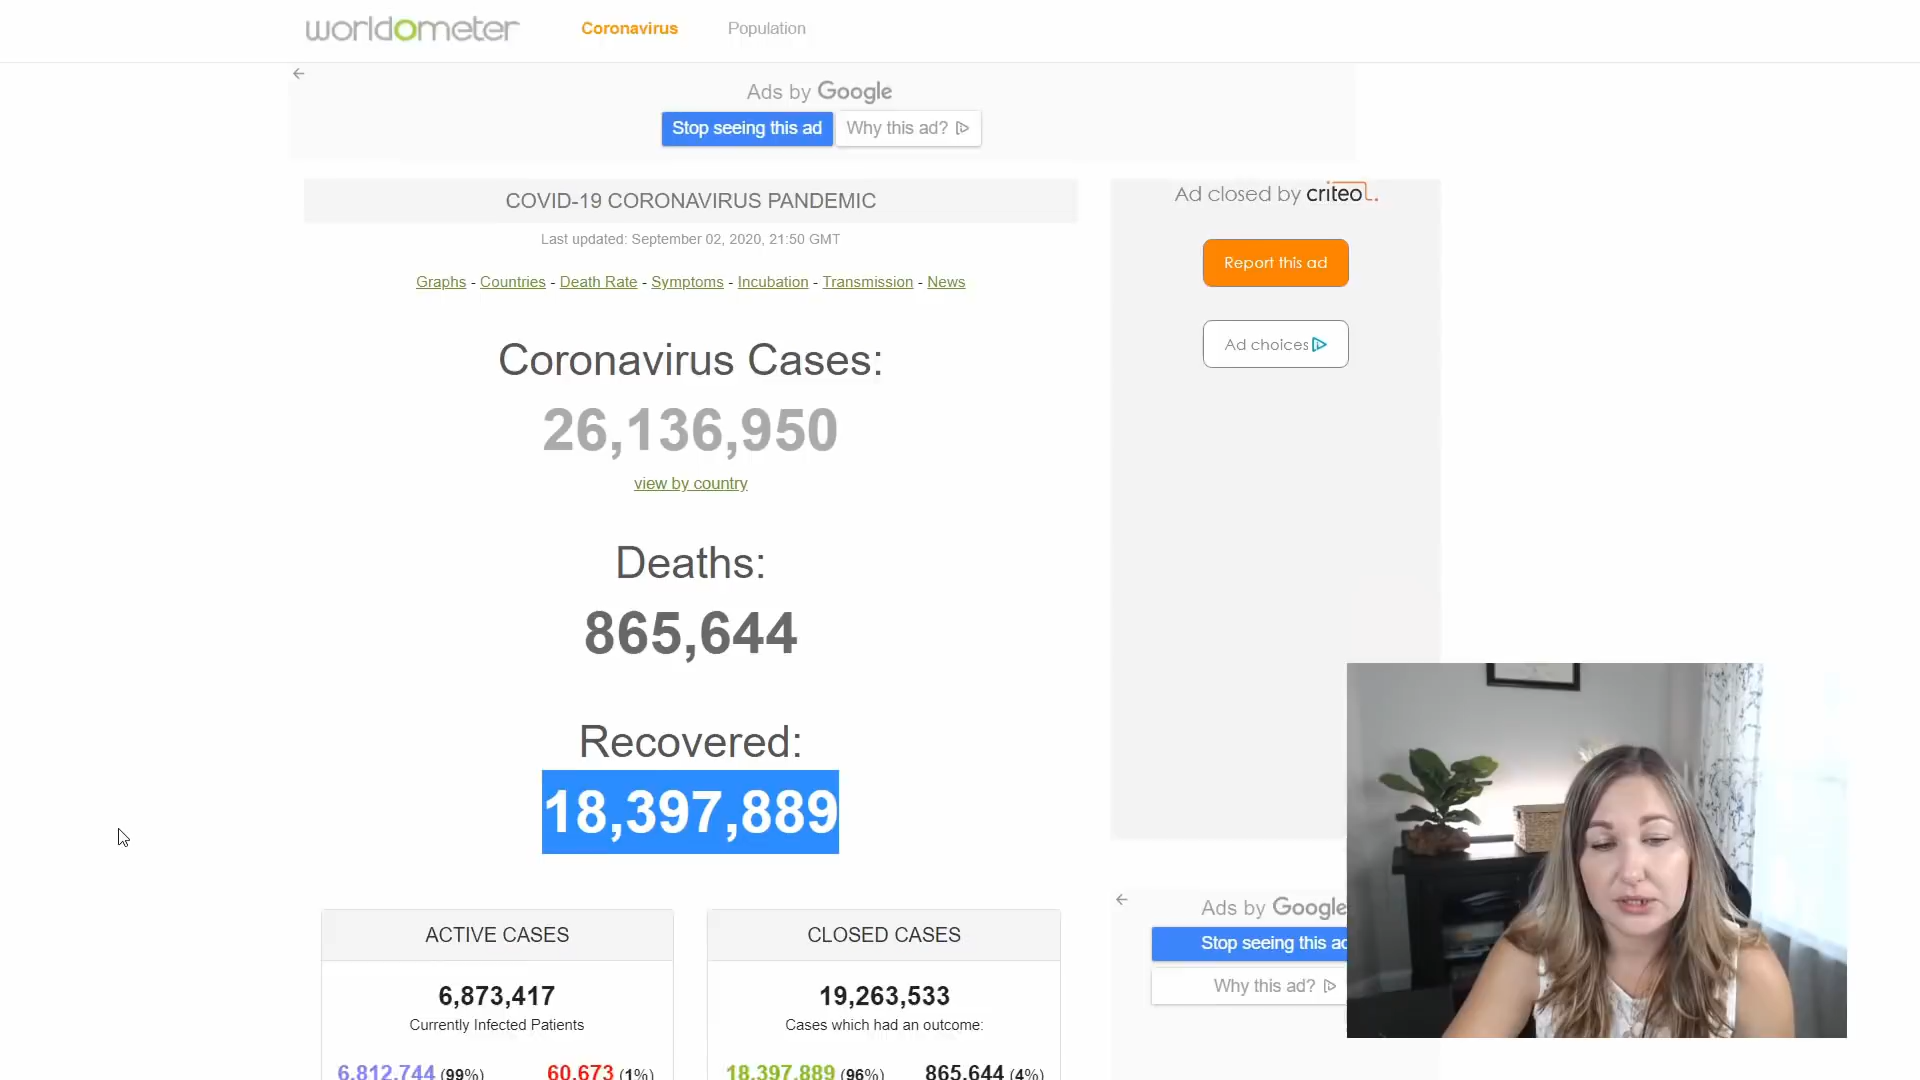 worldometer
Coronavirus
Population
Ads by Google
Stop seeing this ad
Why this ad?
COVID-19 CORONAVIRUS PANDEMIC
Last updated: September 02, 2020, 21:50 GMT
Graphs - Countries - Death Rate - Symptoms - Incubation - Transmission - News
Coronavirus Cases:
26,136,950
view by country
Deaths:
865,644
Recovered:
18,397,889
ACTIVE CASES
6,873,417
Currently Infected Patients
6,812,744 (99%) 60,673 (1%)
CLOSED CASES
19,263,533
Cases which had an outcome:
18,397,889 (96%) 865,644 (4%)
Ad closed by criteo
Report this ad
Ad choices
Ads by Google
Stop seeing this ad
Why this ad?